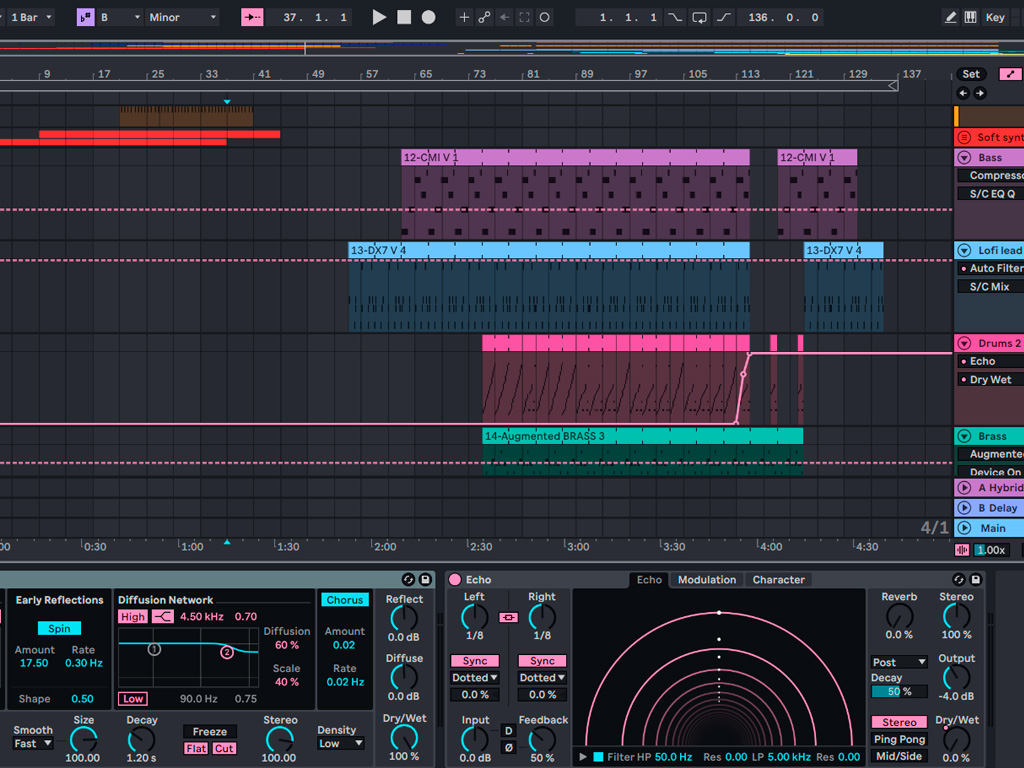 1 Bar B Minor 37. 1. 1 1. 1. 1 136. 0. 0 Key
9 17 25 33 41 49 57 65 73 81 89 97 105 113 121 129 137 Set
Soft synt
12-CMI V 1 12-CMI V 1 Bass
Compresso
S/C EQ Q
13-DX7 V 4 13-DX7 V 4 Lofi lead
Auto Filter
S/C Mix
Drums 2
Echo
Dry Wet
14-Augmented BRASS 3 Brass
Augmente
Device On
A Hybrid
B Delay
4/1 Main
00 0:30 1:00 1:30 2:00 2:30 3:00 3:30 4:00 4:30 1.00x
Echo Echo Modulation Character
Early Reflections Diffusion Network Chorus Reflect Left Right Reverb Stereo
High 4.50 kHz 0.70
Spin Diffusion Amount 0.0 dB 1/8 1/8 0.0 % 100 %
Amount Rate 60 % 0.02 Diffuse Sync Sync Post Output
17.50 0.30 Hz Scale Rate Dotted Dotted Decay
40 % 0.02 Hz 0.0 dB 0.0 % 0.0 % 50 % -4.0 dB
Shape 0.50 Low 90.0 Hz 0.75
Smooth Size Decay Freeze Stereo Density Dry/Wet Input D Feedback Stereo Dry/Wet
Fast Flat Cut Low Ø Ping Pong
100.00 1.20 s 100.00 100 % 0.0 dB 50 % Filter HP 50.0 Hz Res 0.00 LP 5.00 kHz Res 0.00 Mid/Side 0.0 %